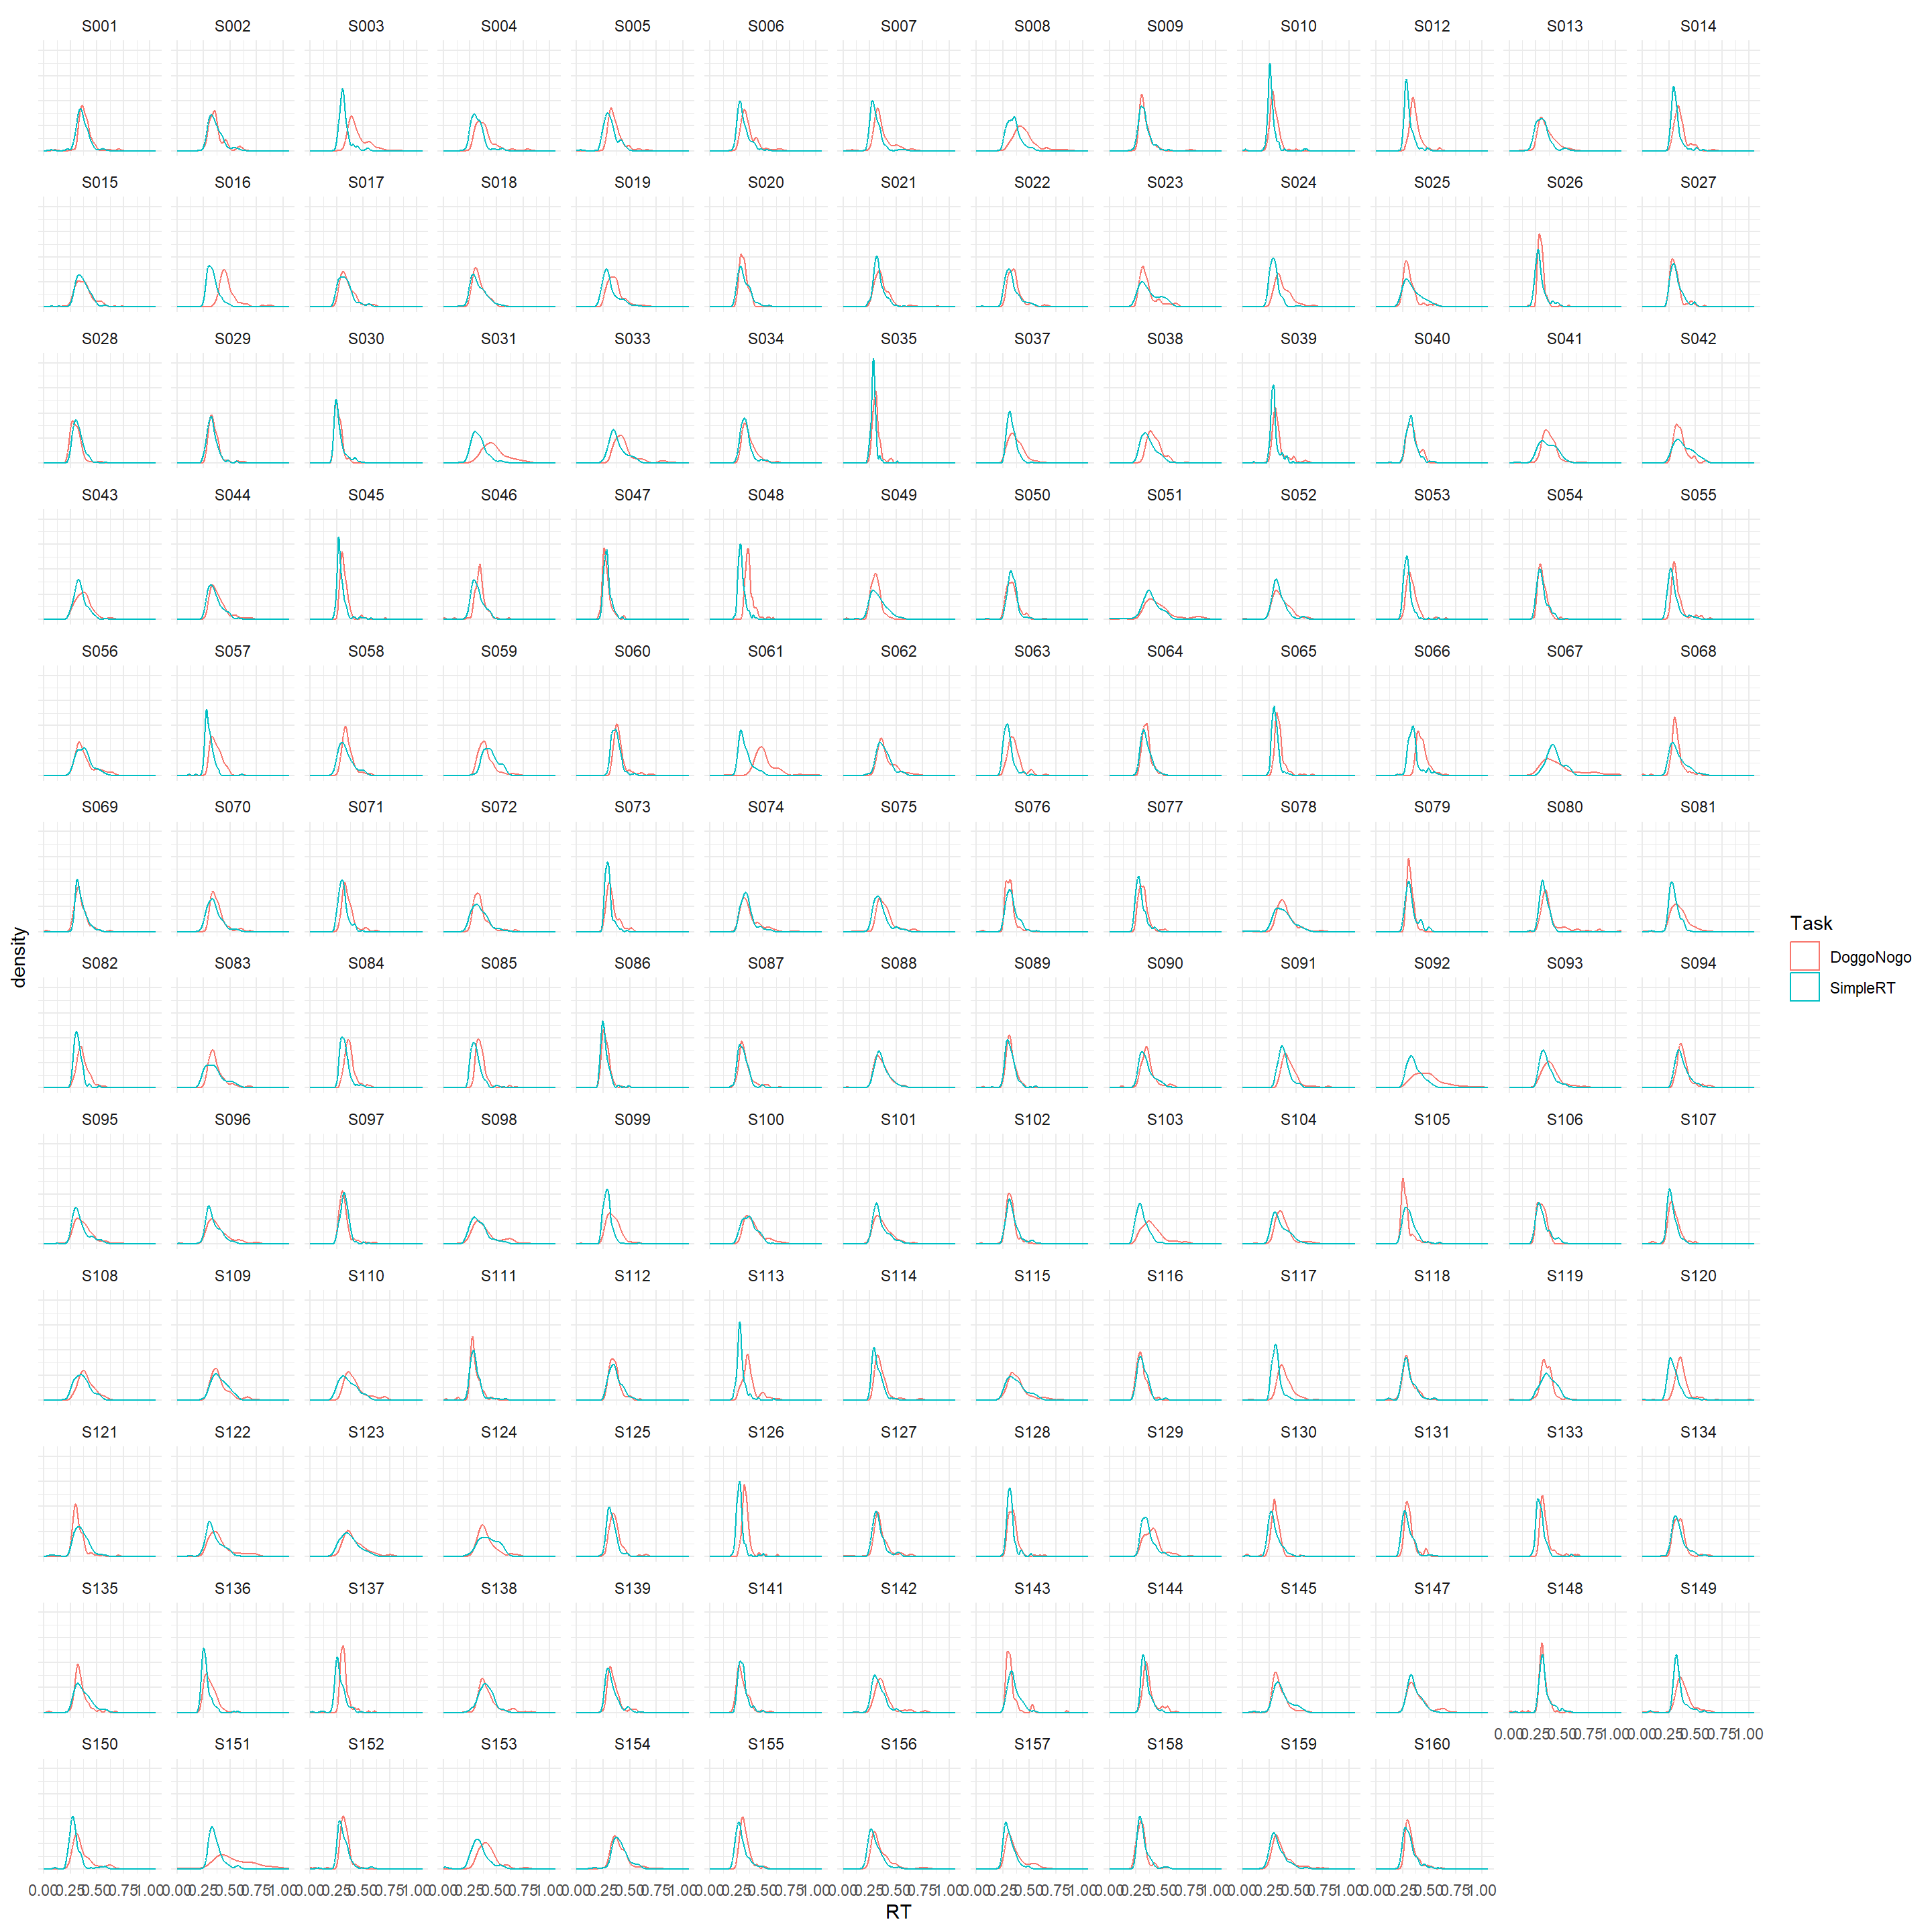 S001 S002 S003 S004 S005 S006 S007 S008 S009 S010 S012 S013 S014
S015 S016 S017 S018 S019 S020 S021 S022 S023 S024 S025 S026 S027
S028 S029 S030 S031 S033 S034 S035 S037 S038 S039 S040 S041 S042
S043 S044 S045 S046 S047 S048 S049 S050 S051 S052 S053 S054 S055
S056 S057 S058 S059 S060 S061 S062 S063 S064 S065 S066 S067 S068
S069 S070 S071 S072 S073 S074 S075 S076 S077 S078 S079 S080 S081
density
Task
DoggoNogo
SimpleRT
S082 S083 S084 S085 S086 S087 S088 S089 S090 S091 S092 S093 S094
S095 S096 S097 S098 S099 S100 S101 S102 S103 S104 S105 S106 S107
S108 S109 S110 S111 S112 S113 S114 S115 S116 S117 S118 S119 S120
S121 S122 S123 S124 S125 S126 S127 S128 S129 S130 S131 S133 S134
S135 S136 S137 S138 S139 S141 S142 S143 S144 S145 S147 S148 S149
0.00 0.25 0.50 0.75 1.00 0.00 0.25 0.50 0.75 1.00
S150 S151 S152 S153 S154 S155 S156 S157 S158 S159 S160
0.00 0.25 0.50 0.75 1.00 0.00 0.25 0.50 0.75 1.00 0.00 0.25 0.50 0.75 1.00 0.00 0.25 0.50 0.75 1.00 0.00 0.25 0.50 0.75 1.00 0.00 0.25 0.50 0.75 1.00 0.00 0.25 0.50 0.75 1.00 0.00 0.25 0.50 0.75 1.00 0.00 0.25 0.50 0.75 1.00 0.00 0.25 0.50 0.75 1.00 0.00 0.25 0.50 0.75 1.00
RT